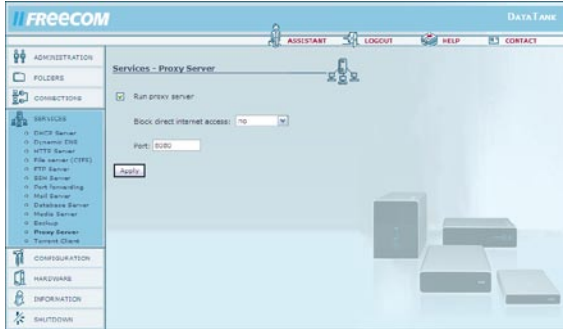 FREECOM
DATA TANK
ASSISTANT
LOGOUT
HELP
CONTACT
ADMINISTRATION
FOLDERS
CONNECTIONS
SERVICES
DHCP Server
Dynamic DNS
HTTP Server
File server (CIFS)
FTP Server
SSH Server
Port forwarding
Mail Server
Database Server
Media Server
Backup
Proxy Server
Torrent Client
CONFIGURATION
HARDWARE
INFORMATION
SHUTDOWN
Services - Proxy Server
Run proxy server
Block direct internet access: no
Port: 8080
Apply